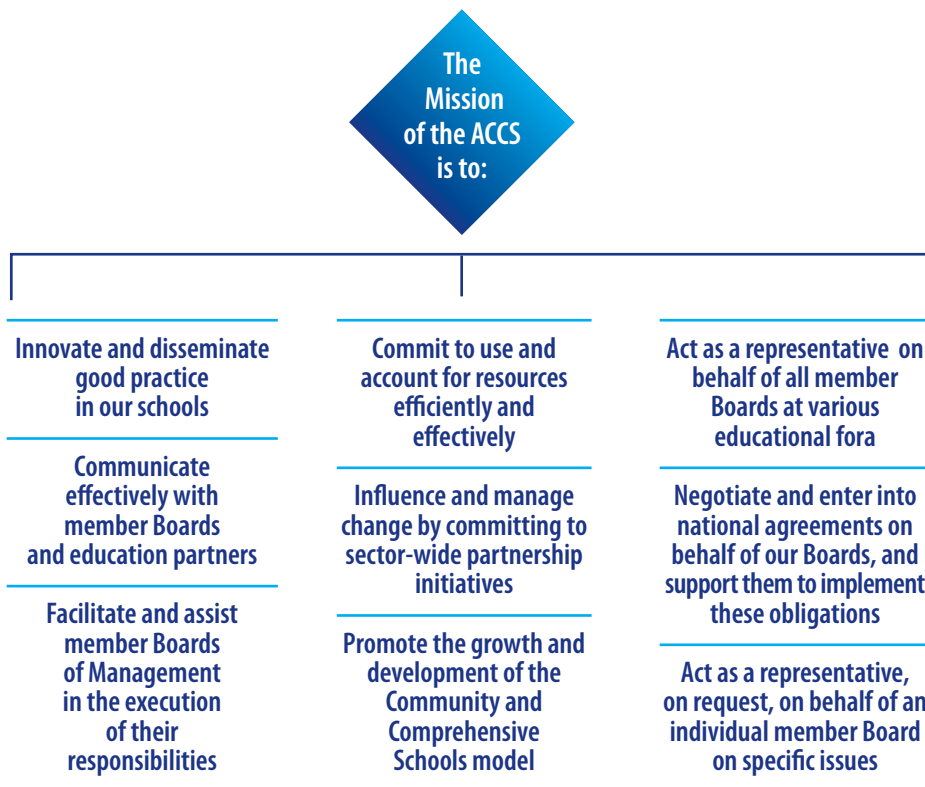 The
Mission
of the ACCS
is to:
Innovate and disseminate
good practice
in our schools
Communicate
effectively with
member Boards
and education partners
Facilitate and assist
member Boards
of Management
in the execution
of their
responsibilities
Commit to use and
account for resources
efficiently and
effectively
Influence and manage
change by committing to
sector-wide partnership
initiatives
Promote the growth and
development of the
Community and
Comprehensive
Schools model
Act as a representative on
behalf of all member
Boards at various
educational fora
Negotiate and enter into
national agreements on
behalf of our Boards, and
support them to implement
these obligations
Act as a representative,
on request, on behalf of an
individual member Board
on specific issues